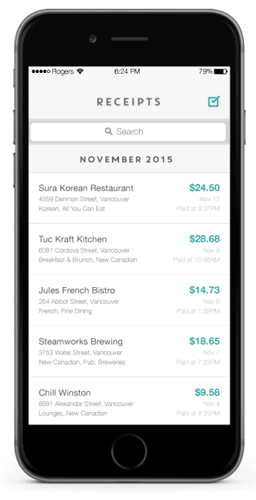 Rogers 6:24 PM 79%
RECEIPTS
Search
NOVEMBER 2015
Sura Korean Restaurant $24.50
4359 Denman Street, Vancouver Nov 12
Korean, All You Can Eat Paid at 9:37PM
Tuc Kraft Kitchen $28.68
6081 Cordova Street, Vancouver Nov 9
Breakfast & Brunch, New Canadian Paid at 10:46AM
Jules French Bistro $14.73
264 Abbot Street, Vancouver Nov 8
French, Fine Dining Paid at 1:59PM
Steamworks Brewing $18.65
3753 Water Street, Vancouver Nov 7
New Canadian, Pub, Breweries Paid at 7:23PM
Chill Winston $9.58
8891 Alexandar Street, Vancouver Nov 4
Lounges, New Canadian Paid at 4:35PM